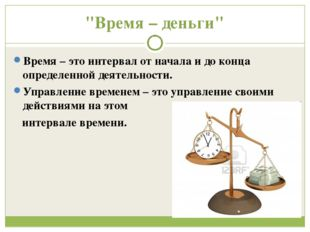 "Время – деньги"
Время – это интервал от начала и до конца
определенной деятельности.
Управление временем – это управление своими
действиями на этом
интервале времени.
123RF